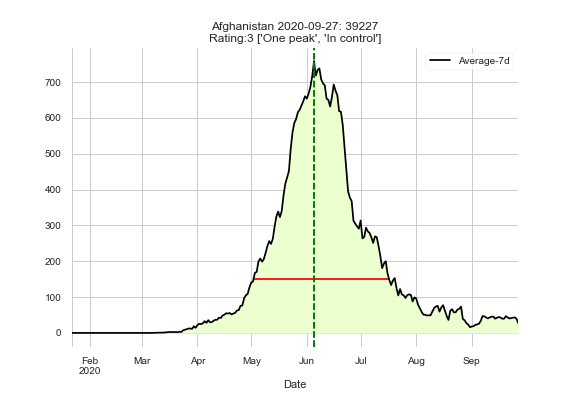 Afghanistan 2020-09-27: 39227
Rating:3 ['One peak', 'In control']
Average-7d
700
600
500
400
300
200
100
0
Feb Mar Apr May Jun Jul Aug Sep
2020
Date